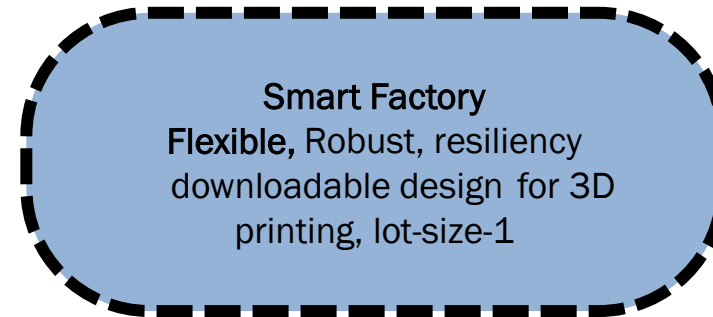 Smart Factory
Flexible, Robust, resiliency
downloadable design for 3D
printing, lot-size-1